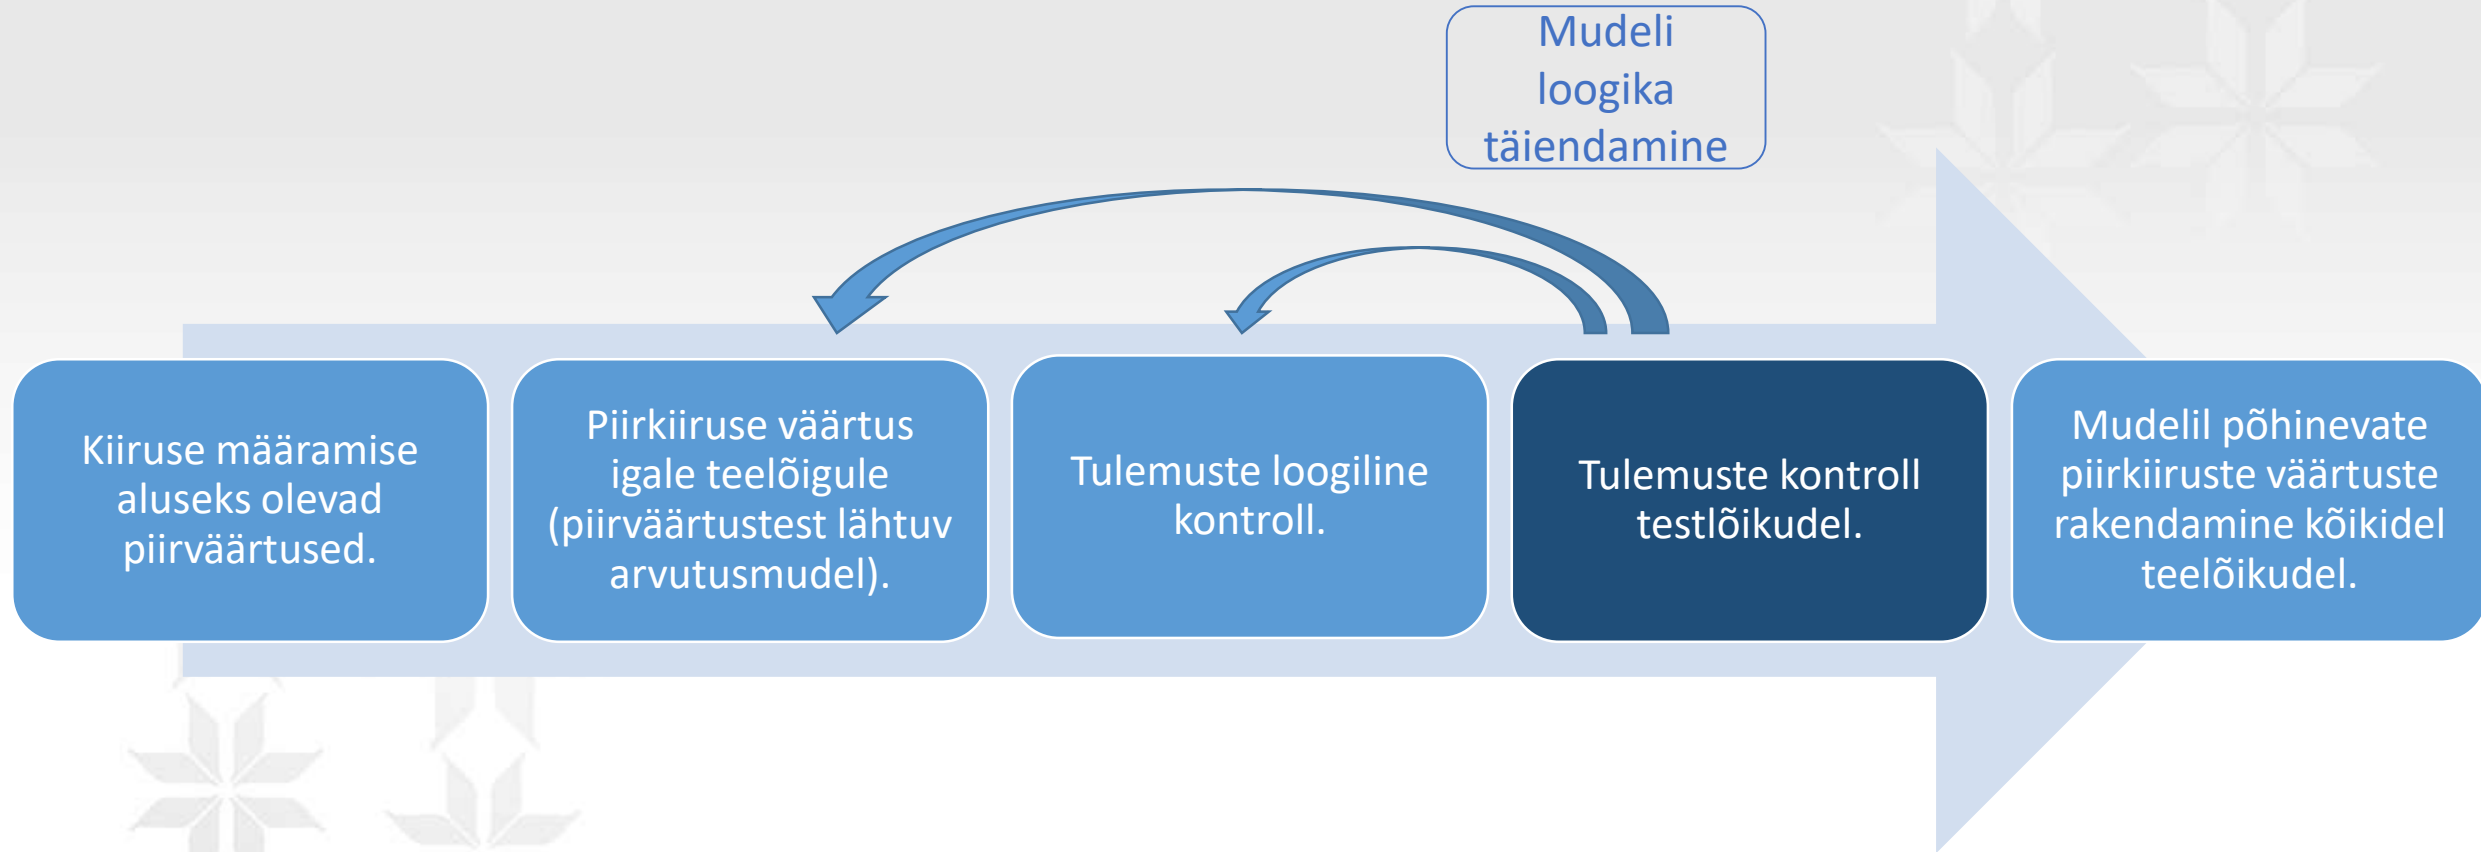 Mudeli
loogika
täiendamine
Kiiruse määramise
aluseks olevad
piirväärtused.
Piirkiiruse väärtus
igale teelõigule
(piirväärtustest lähtuv
arvutusmudel).
Tulemuste loogiline
kontroll.
Tulemuste kontroll
testlõikudel.
Mudelil põhinevate
piirkiiruste väärtuste
rakendamine kõikidel
teelõikudel.